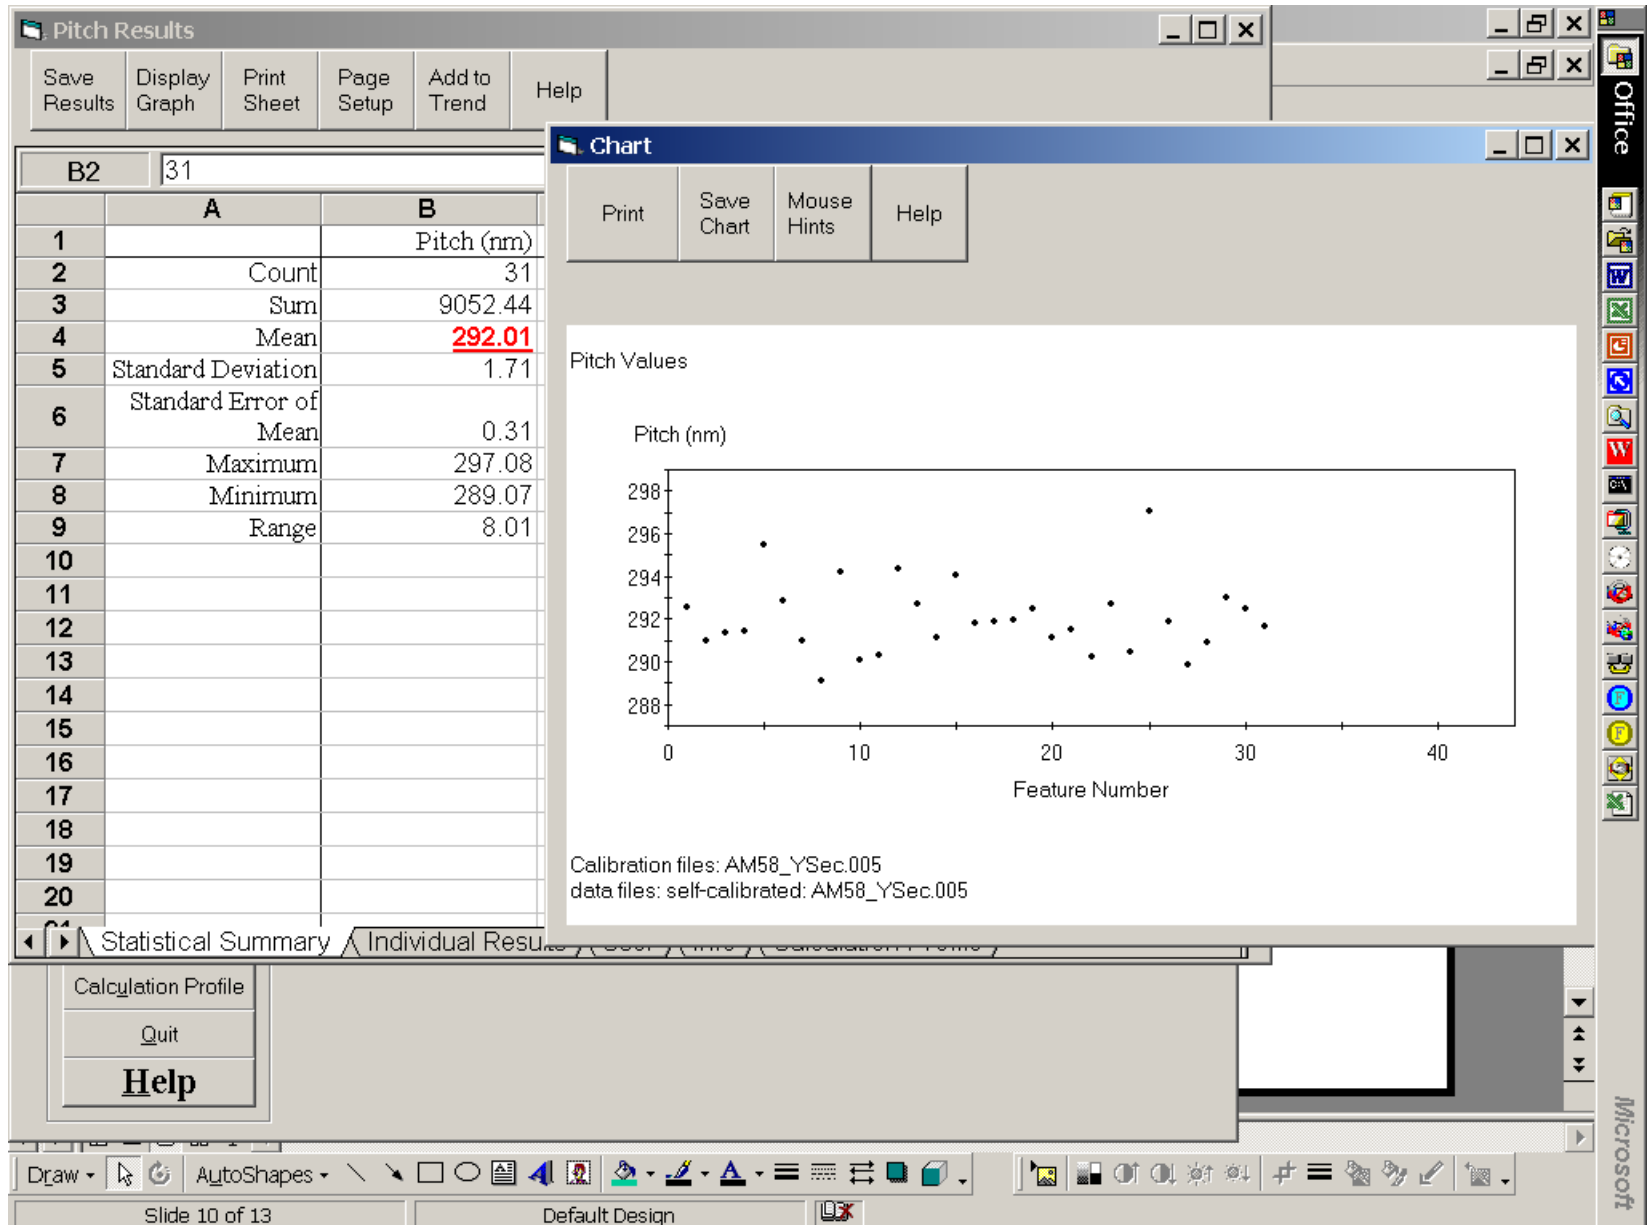 Pitch Results
Save Results
Display Graph
Print Sheet
Page Setup
Add to Trend
Help
B2
31
A
B
1 Pitch (nm)
2 Count 31
3 Sum 9052.44
4 Mean 292.01
5 Standard Deviation 1.71
6 Standard Error of Mean 0.31
7 Maximum 297.08
8 Minimum 289.07
9 Range 8.01
10
11
12
13
14
15
16
17
18
19
20
Statistical Summary
Individual Resu
Chart
Print
Save Chart
Mouse Hints
Help
Pitch Values
Pitch (nm)
298
296
294
292
290
288
0 10 20 30 40
Feature Number
Calibration files: AM58_YSec.005
data files: self-calibrated: AM58_YSec.005
Calculation Profile
Quit
Help
Draw
AutoShapes
Slide 10 of 13
Default Design
Office
Microsoft